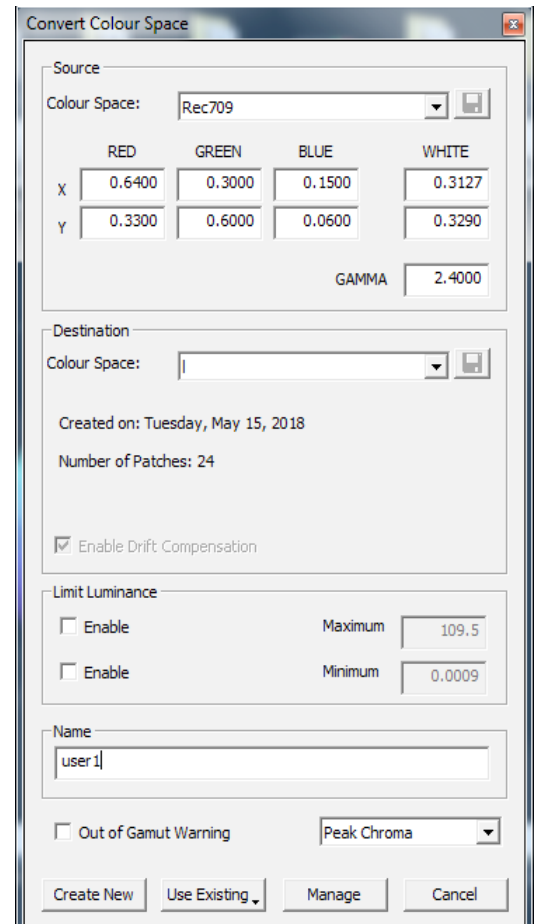 Convert Colour Space
Source
Colour Space: Rec709
RED GREEN BLUE WHITE
X 0.6400 0.3000 0.1500 0.3127
Y 0.3300 0.6000 0.0600 0.3290
GAMMA 2.4000
Destination
Colour Space:
Created on: Tuesday, May 15, 2018
Number of Patches: 24
Enable Drift Compensation
Limit Luminance
Enable Maximum 109.5
Enable Minimum 0.0009
Name
user1
Out of Gamut Warning Peak Chroma
Create New Use Existing Manage Cancel